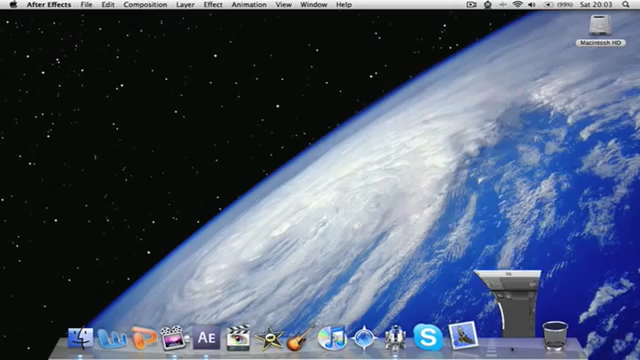 After Effects File Edit Composition Layer Effect Animation View Window Help (99%) Sat 20:03
Macintosh HD
AE